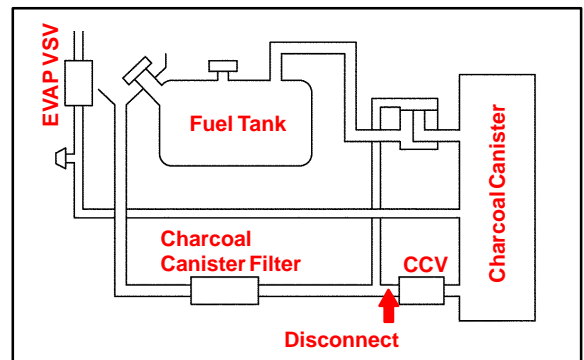 EVAP VSV
Fuel Tank
Charcoal Canister
Charcoal
Canister Filter
CCV
Disconnect